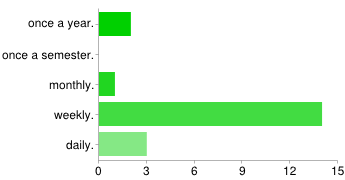 once a year.
once a semester.
monthly.
weekly.
daily.
0 3 6 9 12 15